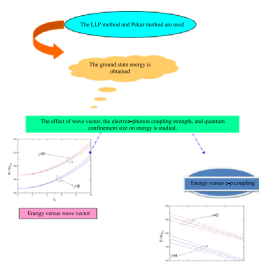 The LLP method and Pekar method are used
The ground state energy is
obtained
The effect of wave vector, the electron-phonon coupling strength, and quantum
confinement size on energy is studied.
Energy versus e-p coupling
Energy versus wave vector